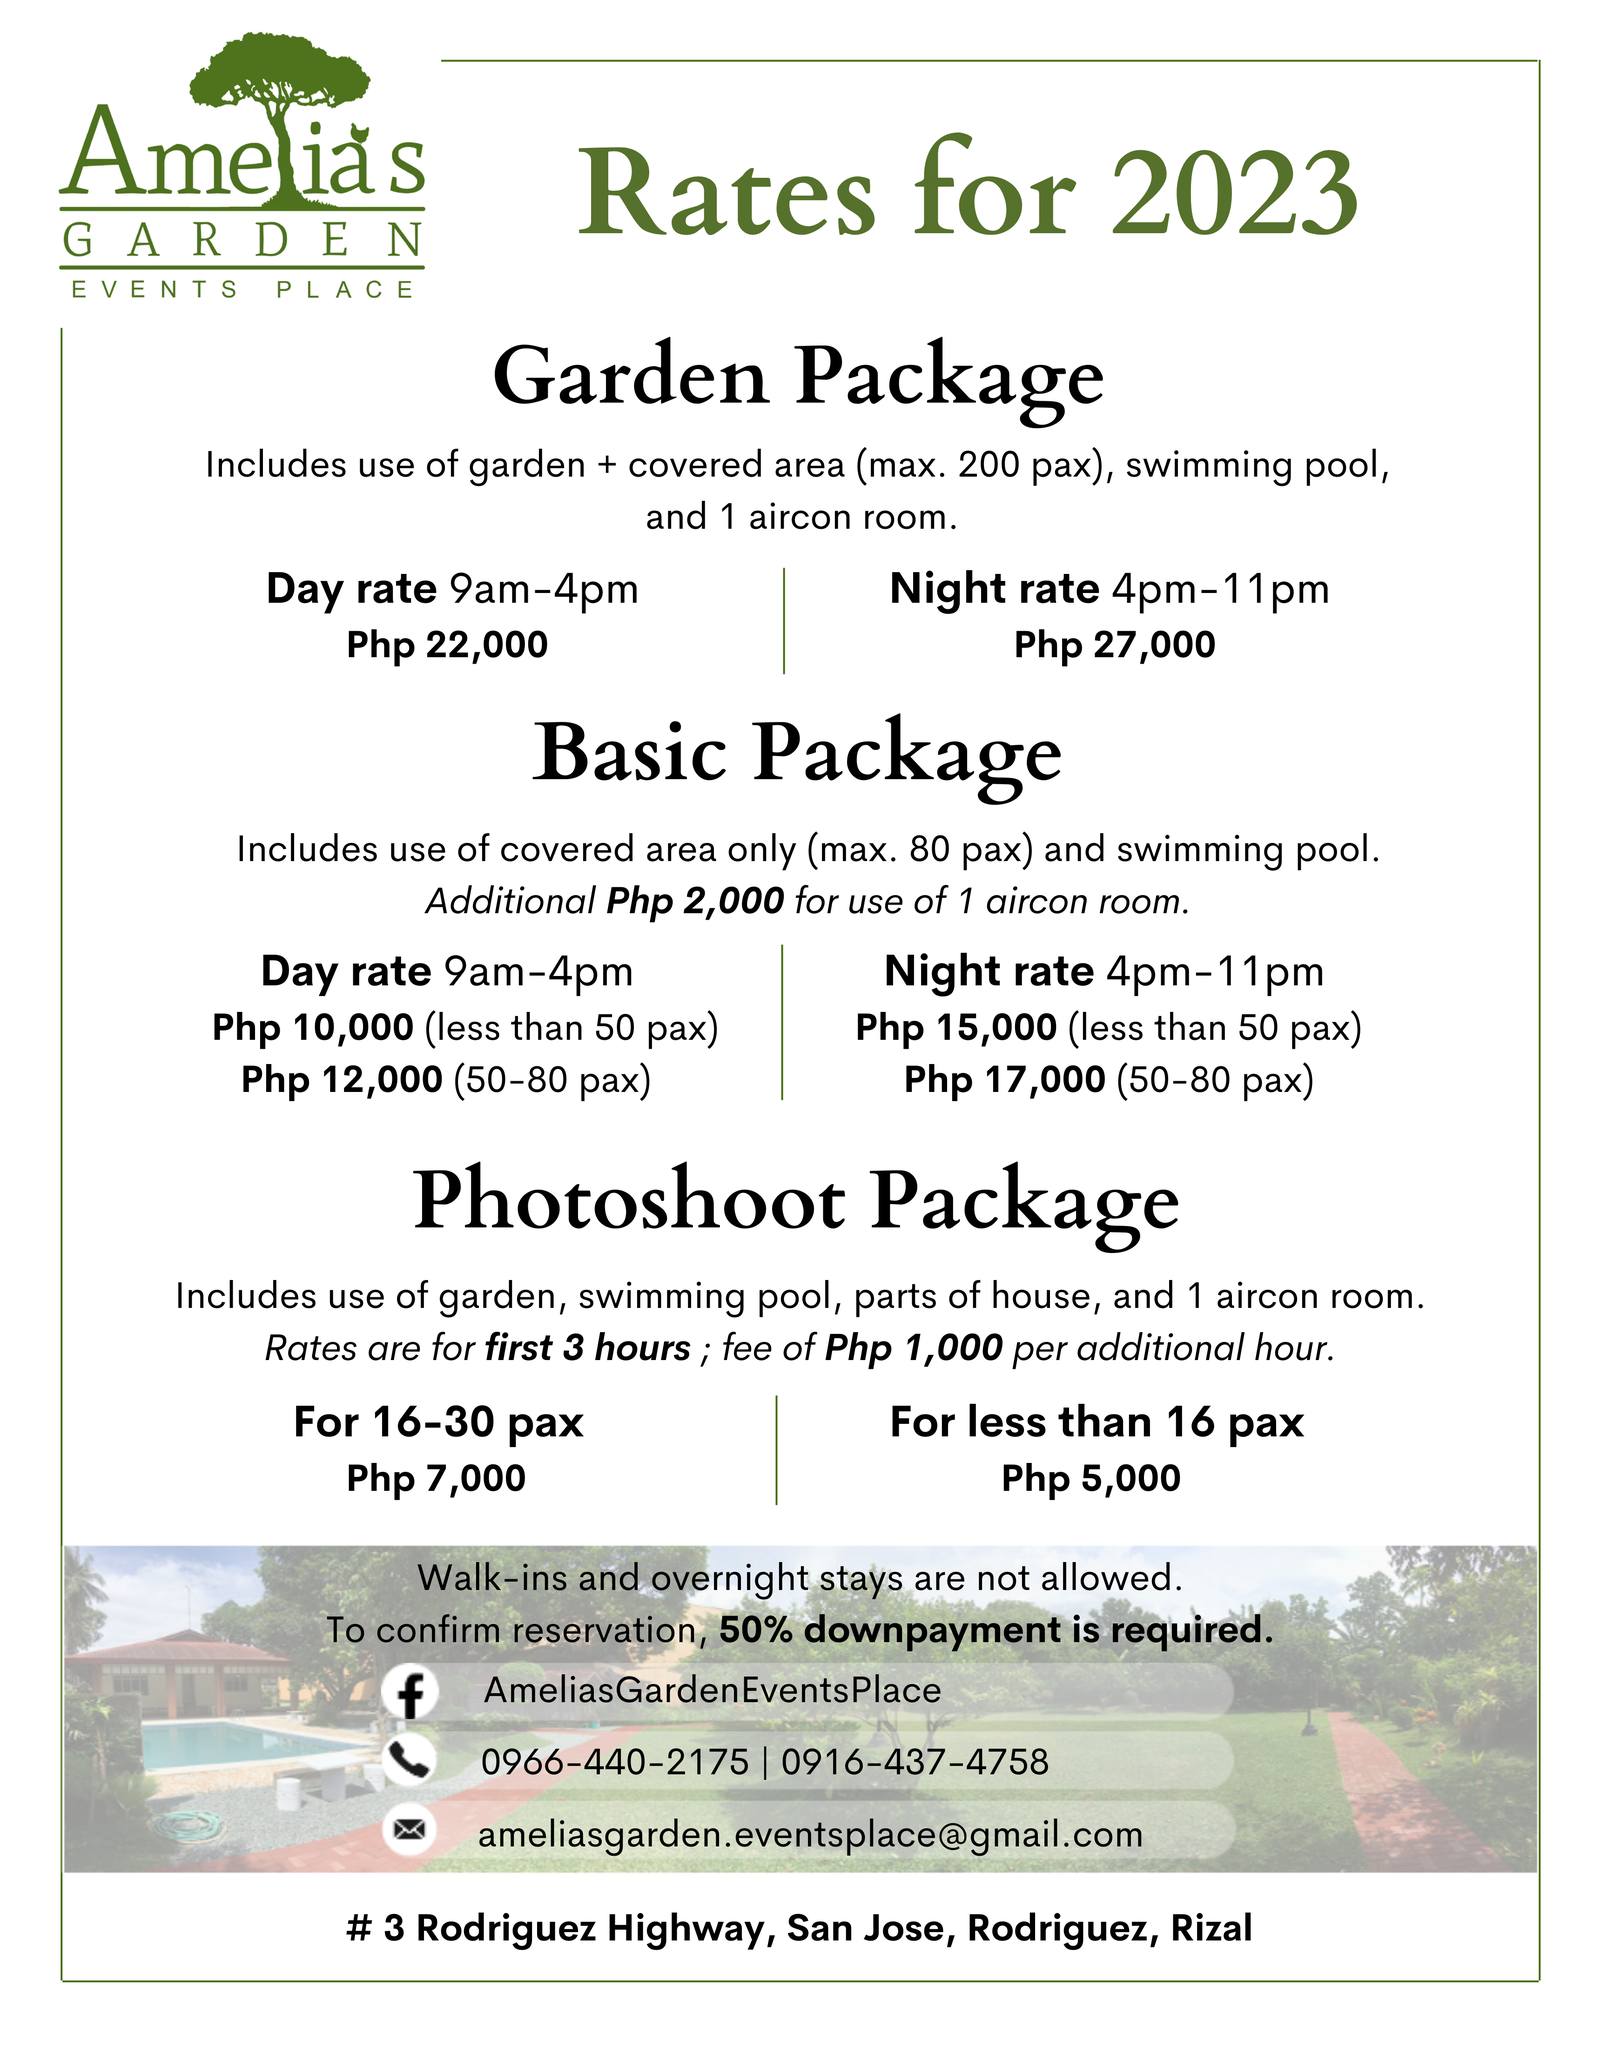 Amelia's
GARDEN
EVENTS PLACE
Rates for 2023
Garden Package
Includes use of garden + covered area (max. 200 pax), swimming pool,
and 1 aircon room.
Day rate 9am-4pm
Php 22,000
Night rate 4pm-11pm
Php 27,000
Basic Package
Includes use of covered area only (max. 80 pax) and swimming pool.
Additional Php 2,000 for use of 1 aircon room.
Day rate 9am-4pm
Php 10,000 (less than 50 pax)
Php 12,000 (50-80 pax)
Night rate 4pm-11pm
Php 15,000 (less than 50 pax)
Php 17,000 (50-80 pax)
Photoshoot Package
Includes use of garden, swimming pool, parts of house, and 1 aircon room.
Rates are for first 3 hours ; fee of Php 1,000 per additional hour.
For 16-30 pax
Php 7,000
For less than 16 pax
Php 5,000
Walk-ins and overnight stays are not allowed.
To confirm reservation, 50% downpayment is required.
AmeliasGardenEventsPlace
0966-440-2175 | 0916-437-4758
ameliasgarden.eventsplace@gmail.com
# 3 Rodriguez Highway, San Jose, Rodriguez, Rizal